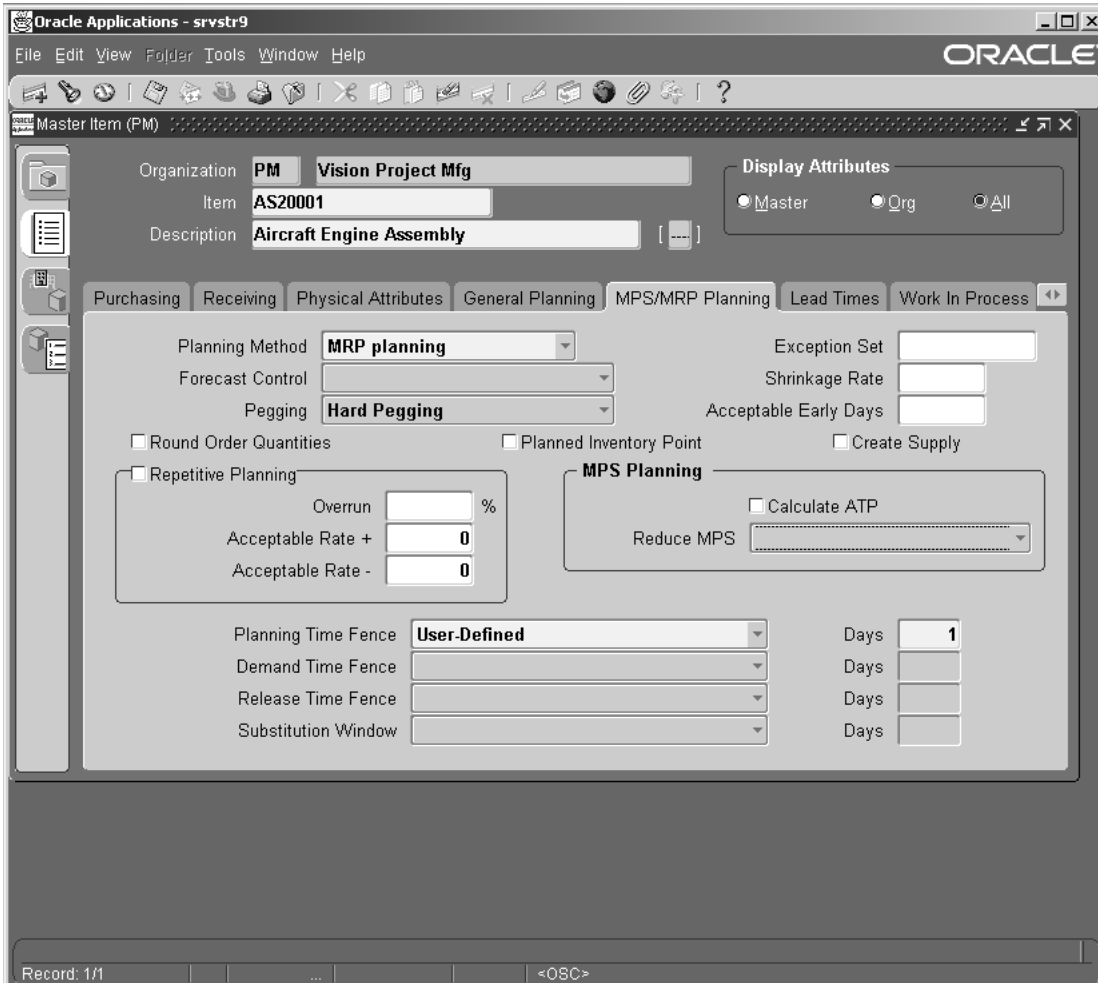 Oracle Applications - srvstr9
File Edit View Folder Tools Window Help
ORACLE
?
Master Item (PM)
Organization PM Vision Project Mfg
Item AS20001
Description Aircraft Engine Assembly [ ]
Display Attributes
Master Org All
Purchasing Receiving Physical Attributes General Planning MPS/MRP Planning Lead Times Work In Process
Planning Method MRP planning
Exception Set
Forecast Control
Shrinkage Rate
Pegging Hard Pegging
Acceptable Early Days
Round Order Quantities Planned Inventory Point Create Supply
Repetitive Planning
Overrun %
Acceptable Rate + 0
Acceptable Rate - 0
MPS Planning
Calculate ATP
Reduce MPS
Planning Time Fence User-Defined Days 1
Demand Time Fence Days
Release Time Fence Days
Substitution Window Days
Record: 1/1 ... <OSC>